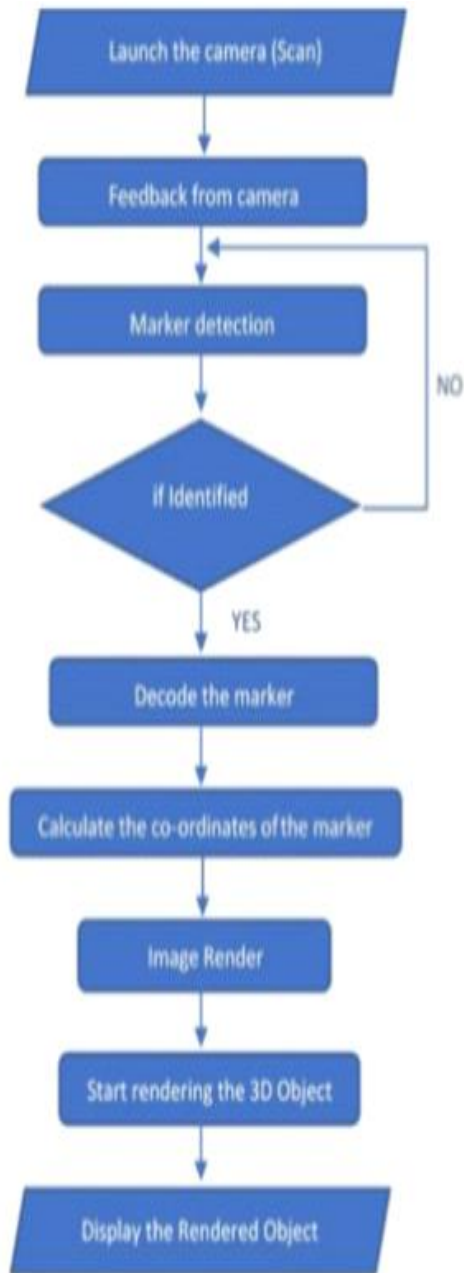 Launch the camera (Scan)
Feedback from camera
Marker detection
NO
if Identified
YES
Decode the marker
Calculate the co-ordinates of the marker
Image Render
Start rendering the 3D Object
Display the Rendered Object